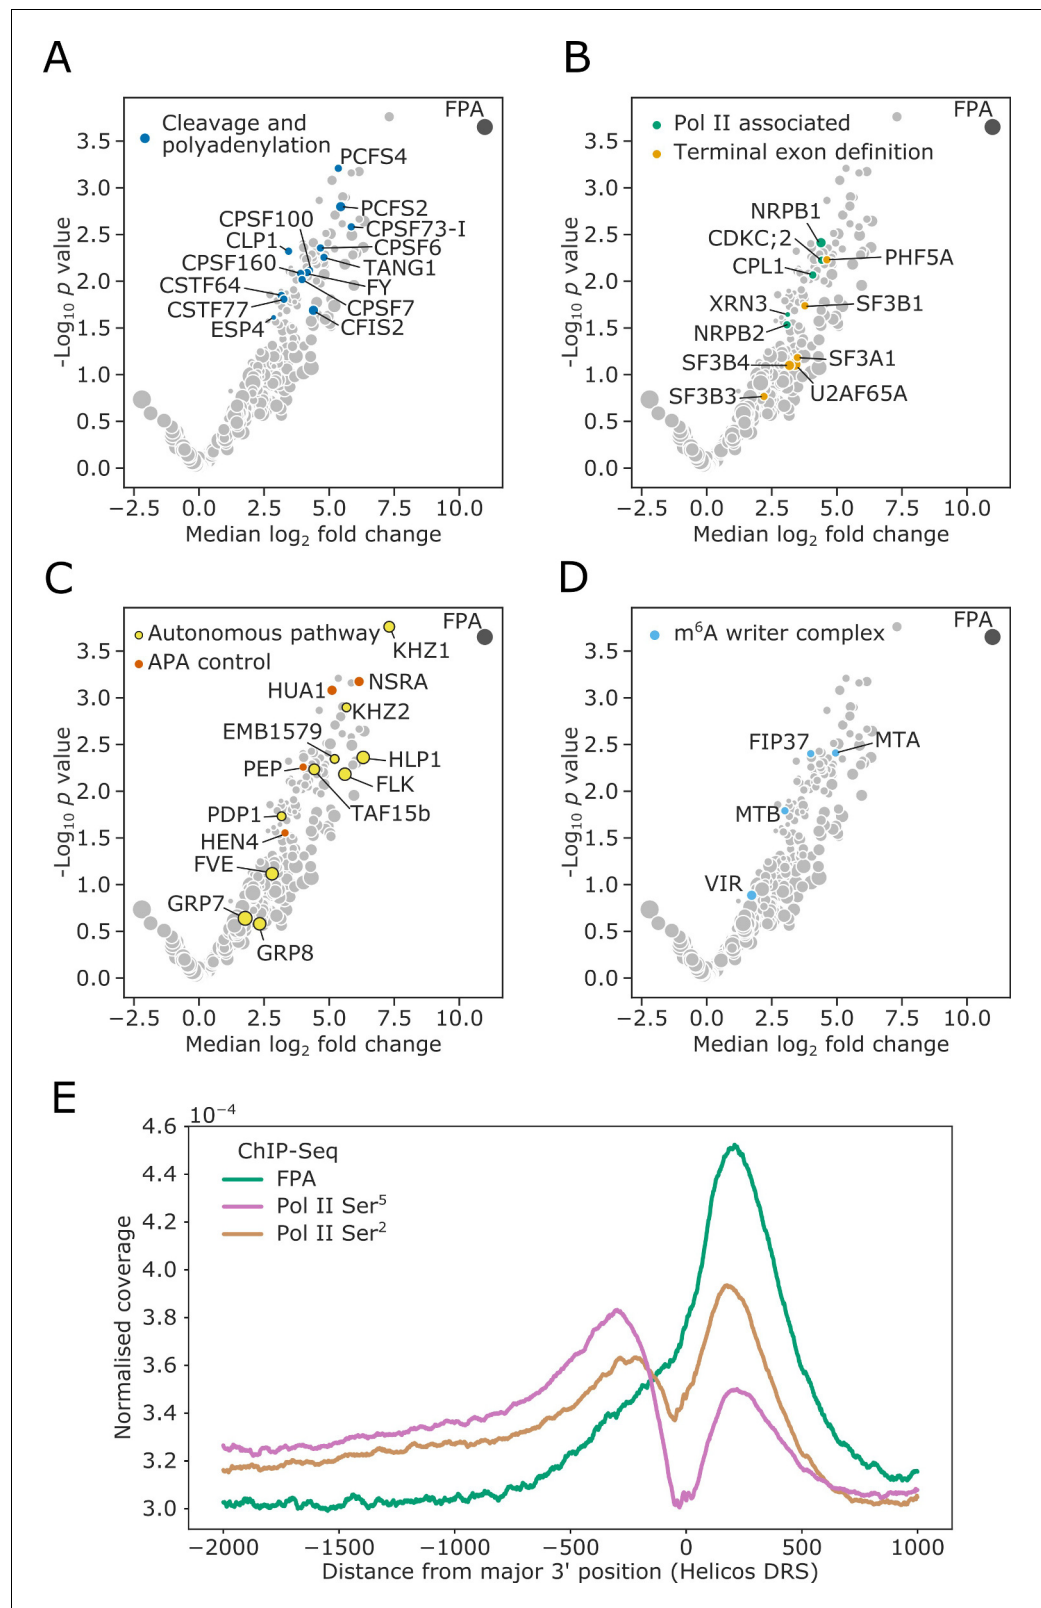 A
FPA
Cleavage and
polyadenylation
PCFS4
PCFS2
CPSF100
CPSF73-I
CLP1
CPSF6
CPSF160
TANG1
CSTF64
FY
CSTF77
CPSF7
ESP4
CFIS2
3.5
3.0
2.5
2.0
1.5
1.0
0.5
0.0
-Log10 p value
−2.5 0.0 2.5 5.0 7.5 10.0
Median log2 fold change
B
FPA
Pol II associated
Terminal exon definition
NRPB1
CDKC;2
PHF5A
CPL1
XRN3
SF3B1
NRPB2
SF3B4
SF3A1
SF3B3
U2AF65A
3.5
3.0
2.5
2.0
1.5
1.0
0.5
0.0
-Log10 p value
−2.5 0.0 2.5 5.0 7.5 10.0
Median log2 fold change
C
FPA
Autonomous pathway
APA control
KHZ1
HUA1
NSRA
KHZ2
EMB1579
HLP1
PEP
FLK
PDP1
TAF15b
HEN4
FVE
GRP7
GRP8
3.5
3.0
2.5
2.0
1.5
1.0
0.5
0.0
-Log10 p value
−2.5 0.0 2.5 5.0 7.5 10.0
Median log2 fold change
D
FPA
m⁶A writer complex
FIP37
MTA
MTB
VIR
3.5
3.0
2.5
2.0
1.5
1.0
0.5
0.0
-Log10 p value
−2.5 0.0 2.5 5.0 7.5 10.0
Median log2 fold change
E
10⁻⁴
ChIP-Seq
FPA
Pol II Ser⁵
Pol II Ser²
4.6
4.4
4.2
4.0
3.8
3.6
3.4
3.2
3.0
Normalised coverage
−2000 −1500 −1000 −500 0 500 1000
Distance from major 3' position (Helicos DRS)